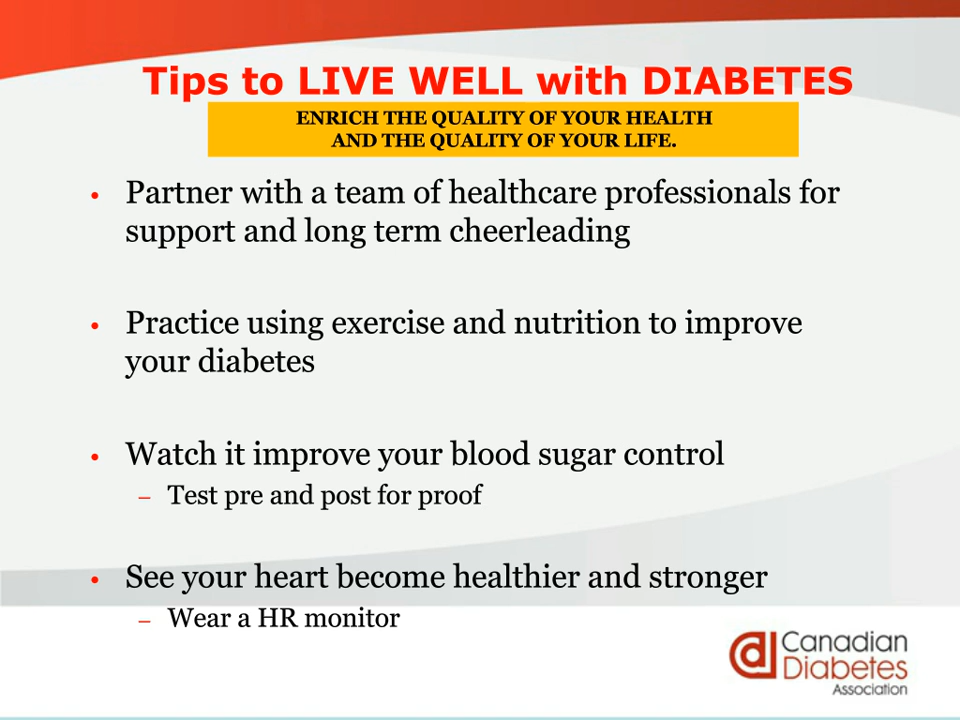 Tips to LIVE WELL with DIABETES
ENRICH THE QUALITY OF YOUR HEALTH
AND THE QUALITY OF YOUR LIFE.
• Partner with a team of healthcare professionals for
support and long term cheerleading
• Practice using exercise and nutrition to improve
your diabetes
• Watch it improve your blood sugar control
– Test pre and post for proof
• See your heart become healthier and stronger
– Wear a HR monitor
Canadian
Diabetes
Association